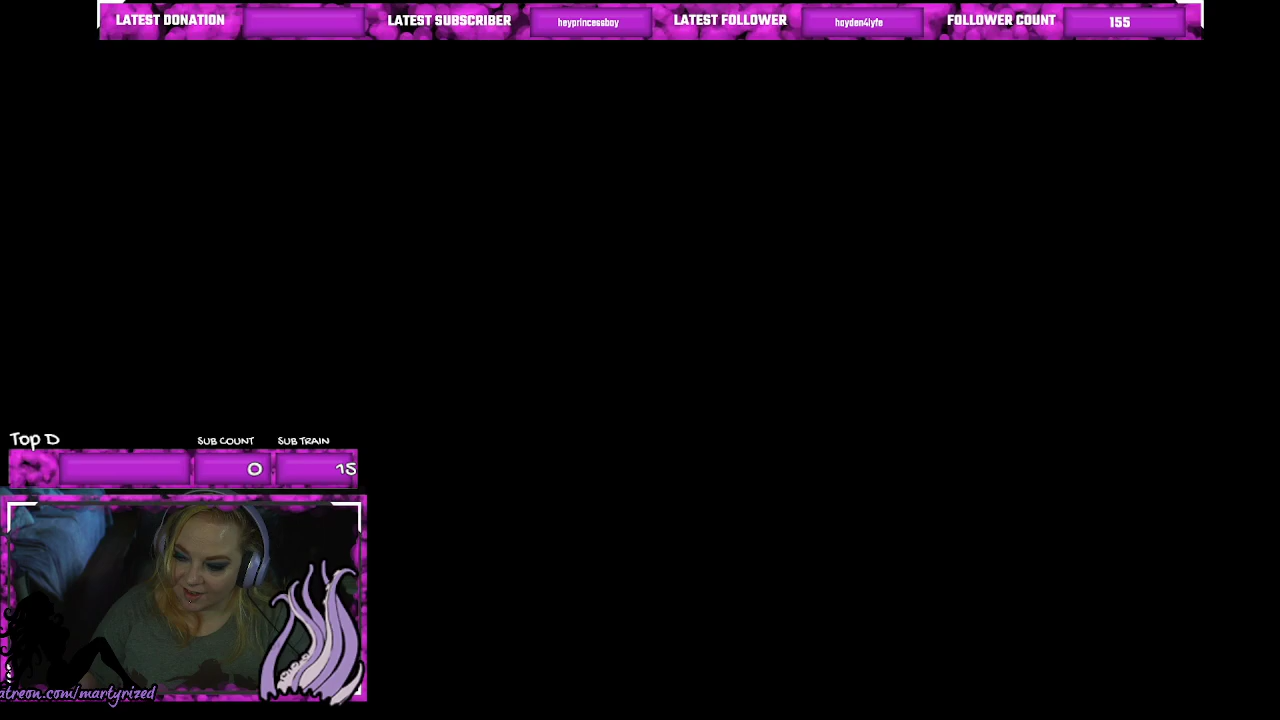 LATEST DONATION
LATEST SUBSCRIBER heyprincessboy
LATEST FOLLOWER hayden4lyfe
FOLLOWER COUNT 155
Top D
SUB COUNT SUB TRAIN
0 15
atreon.com/martyrized